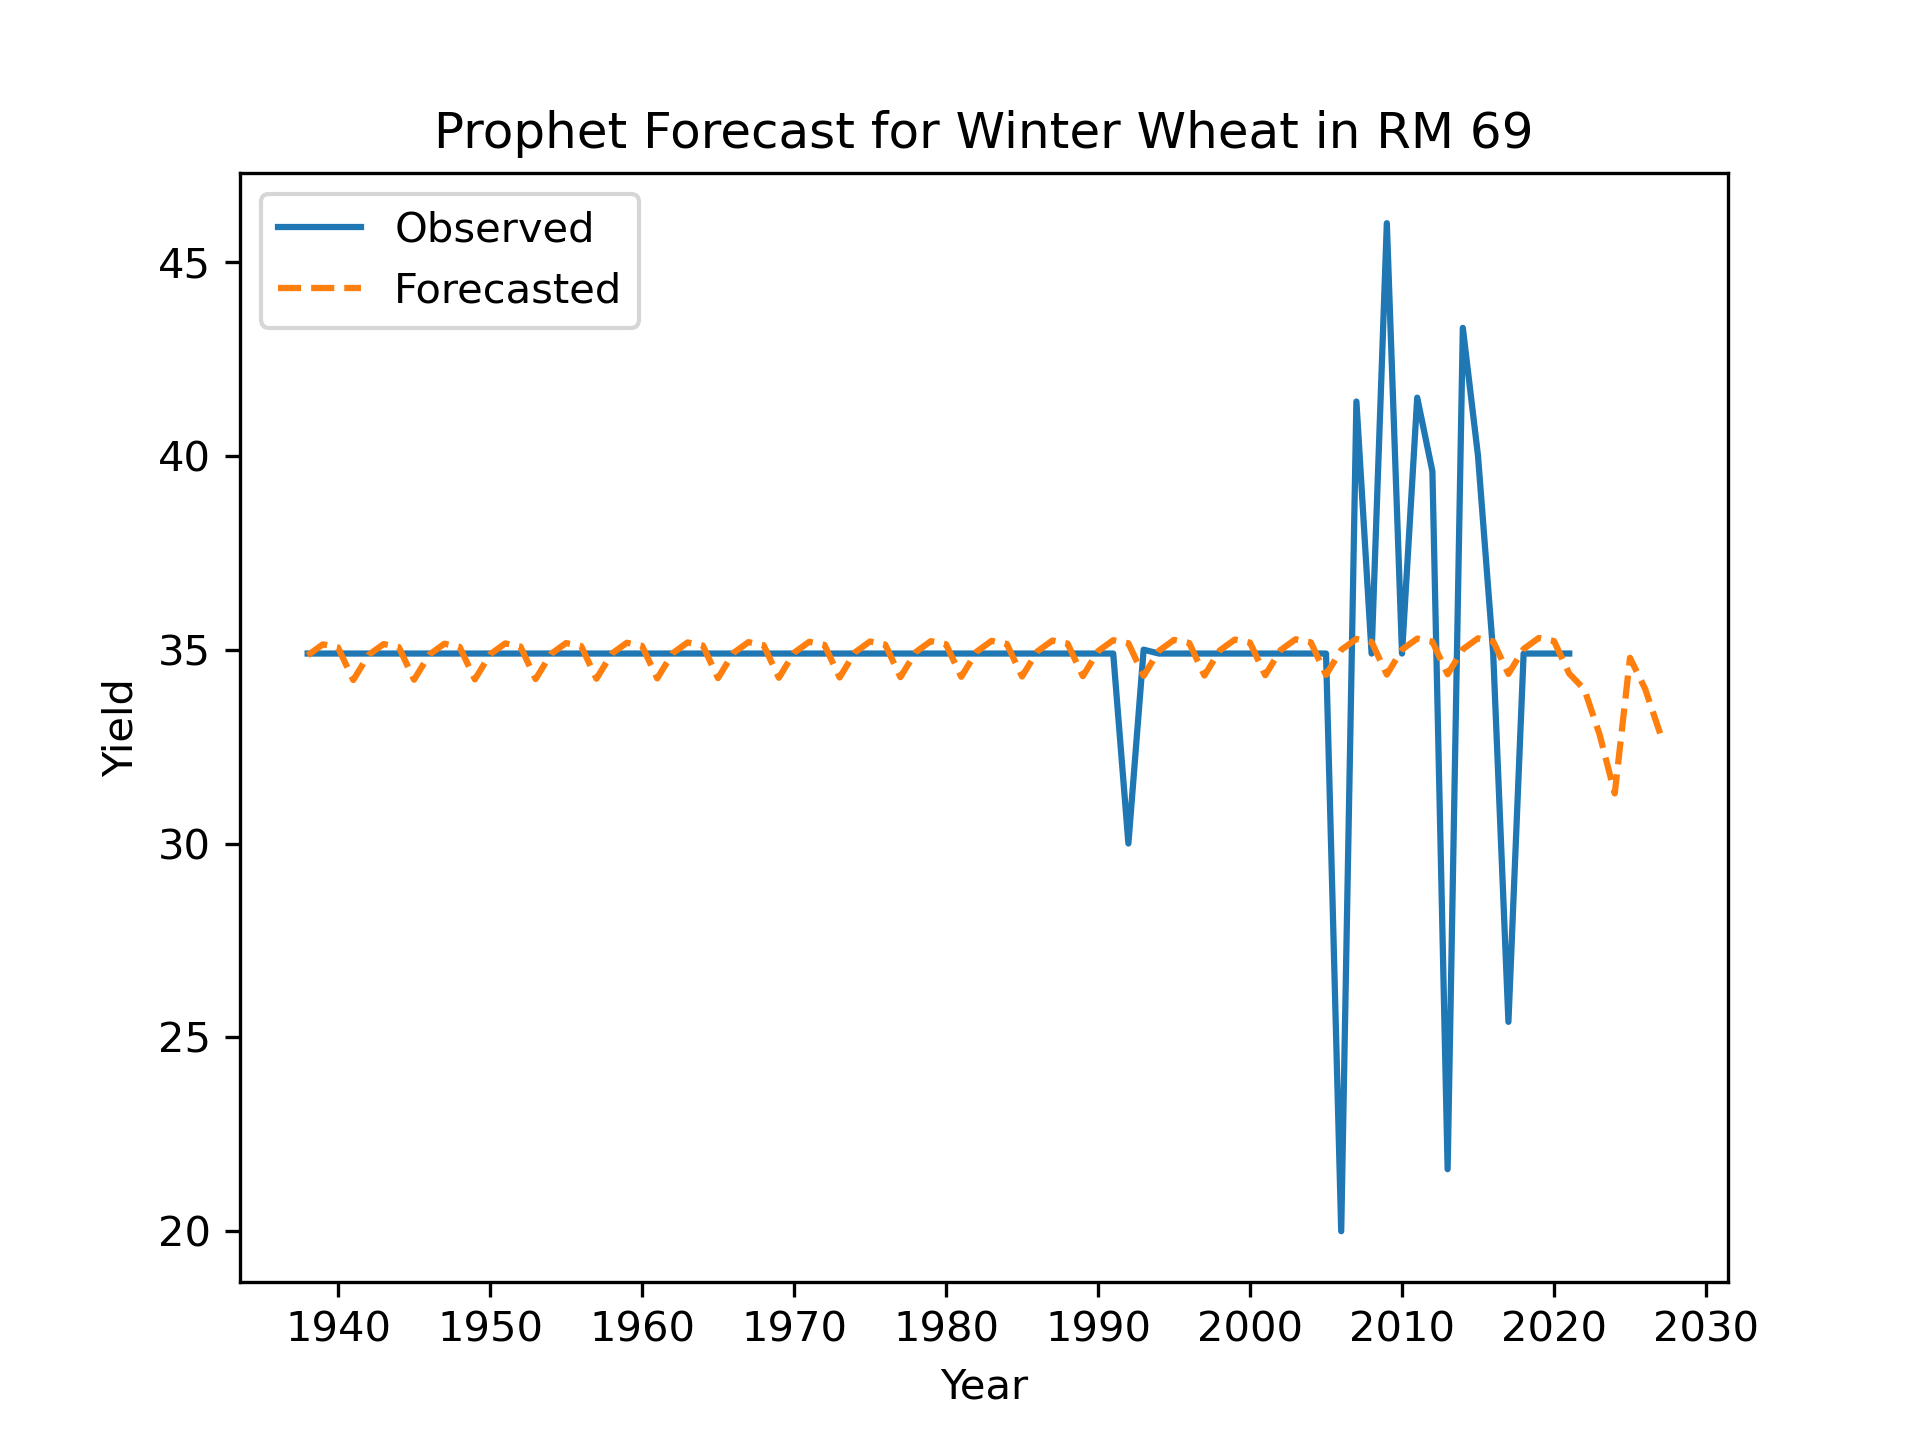 Prophet Forecast for Winter Wheat in RM 69
Observed
Forecasted
45
40
35
30
25
20
Yield
1940 1950 1960 1970 1980 1990 2000 2010 2020 2030
Year